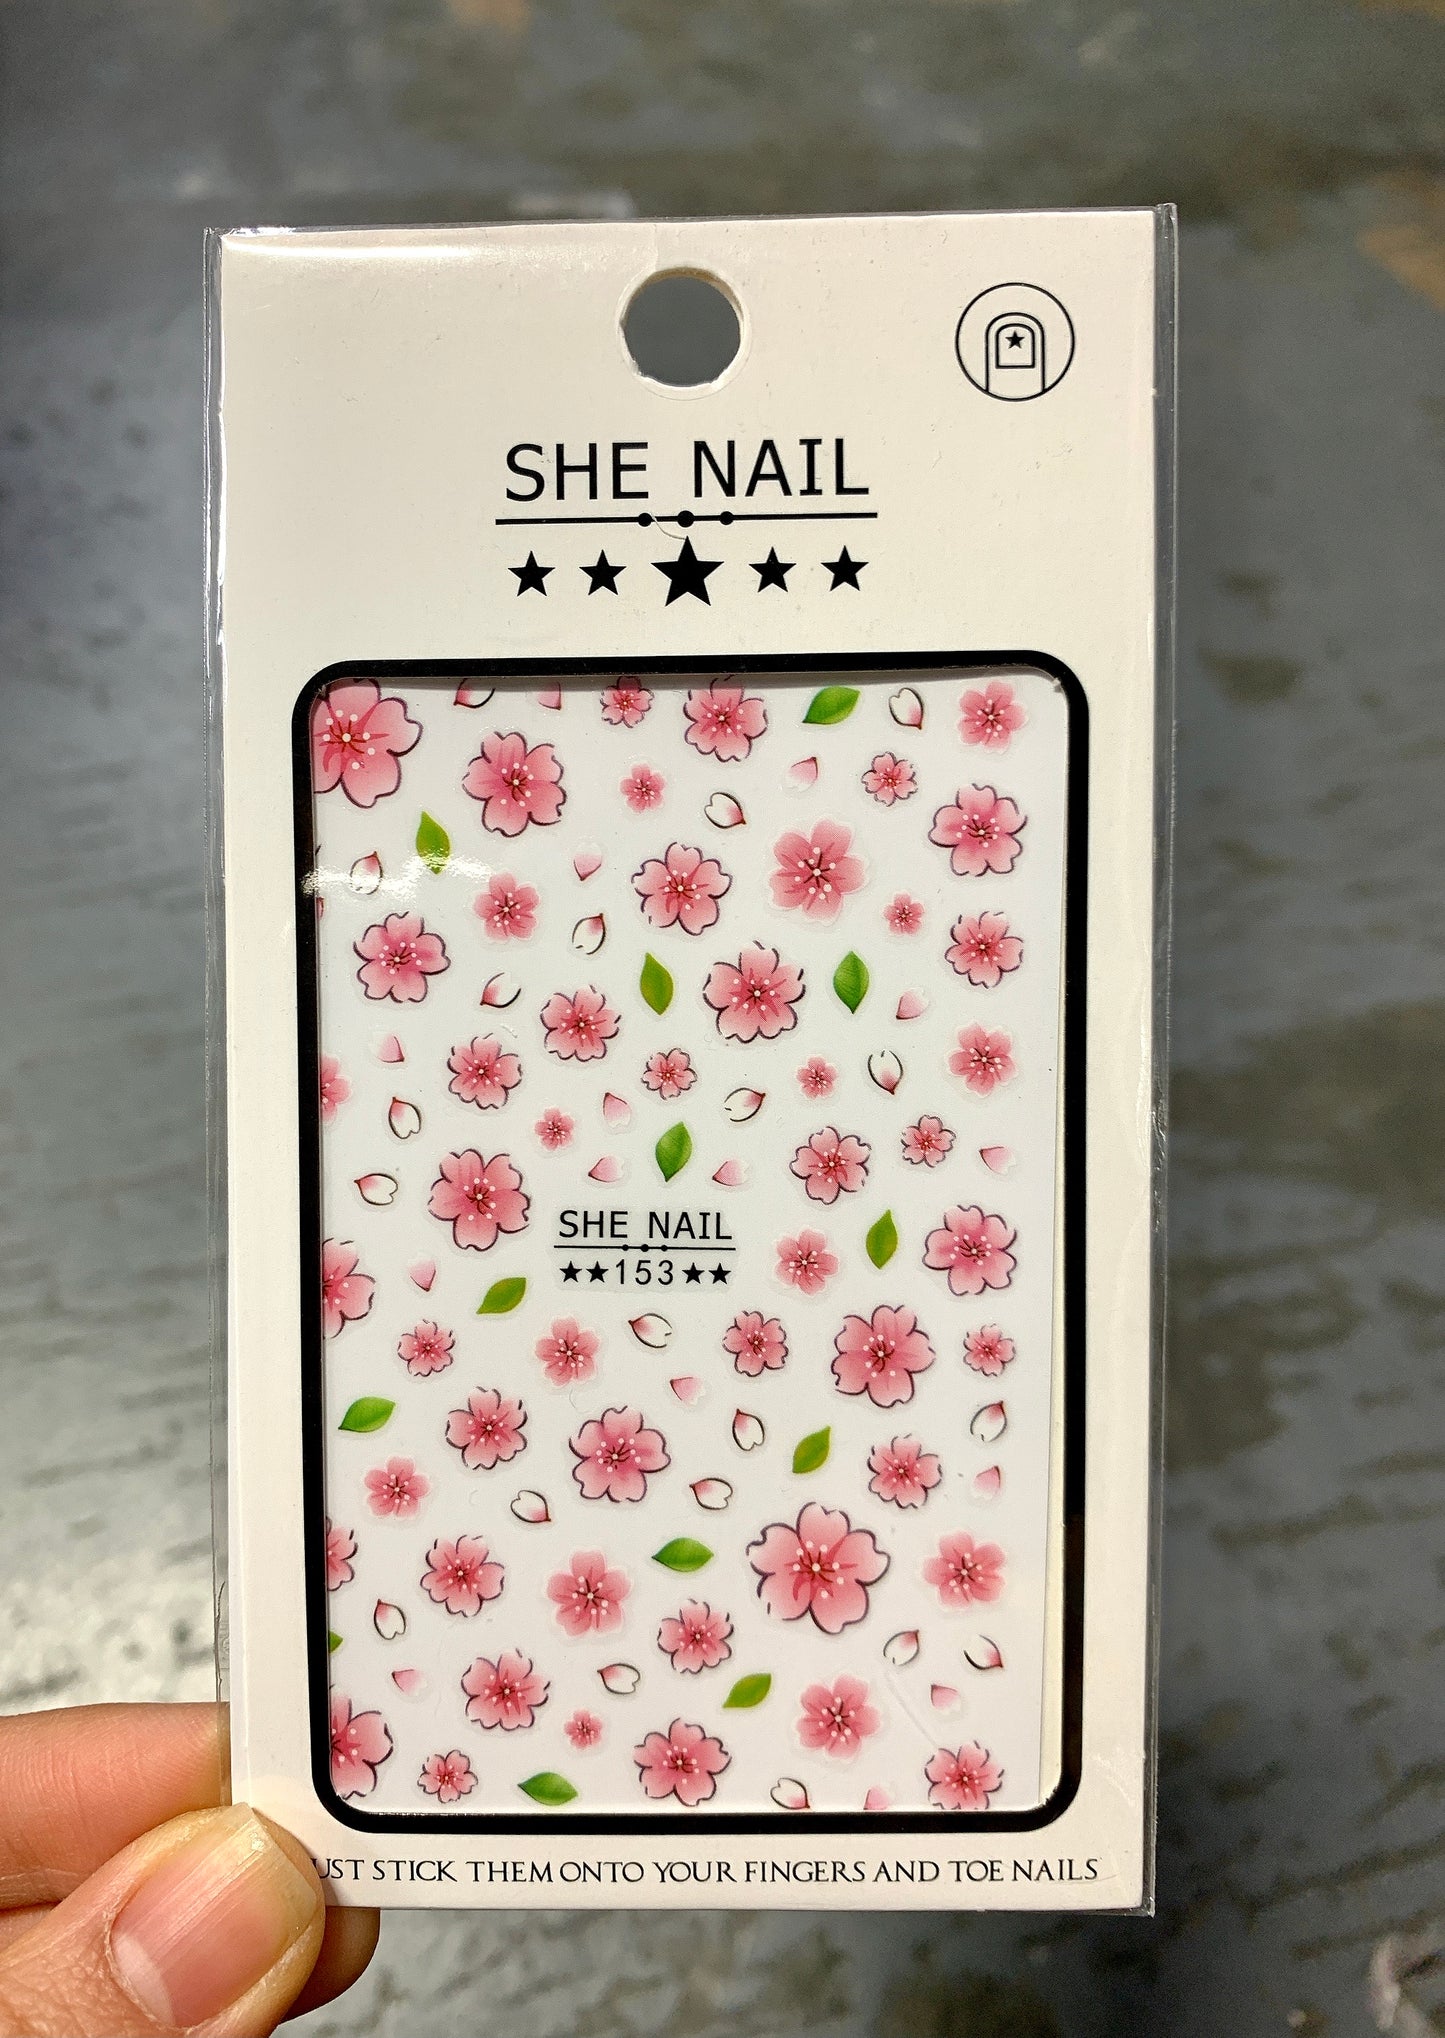 SHE NAIL
★★★★★
SHE NAIL
★★153★★
UST STICK THEM ONTO YOUR FINGERS AND TOE NAILS